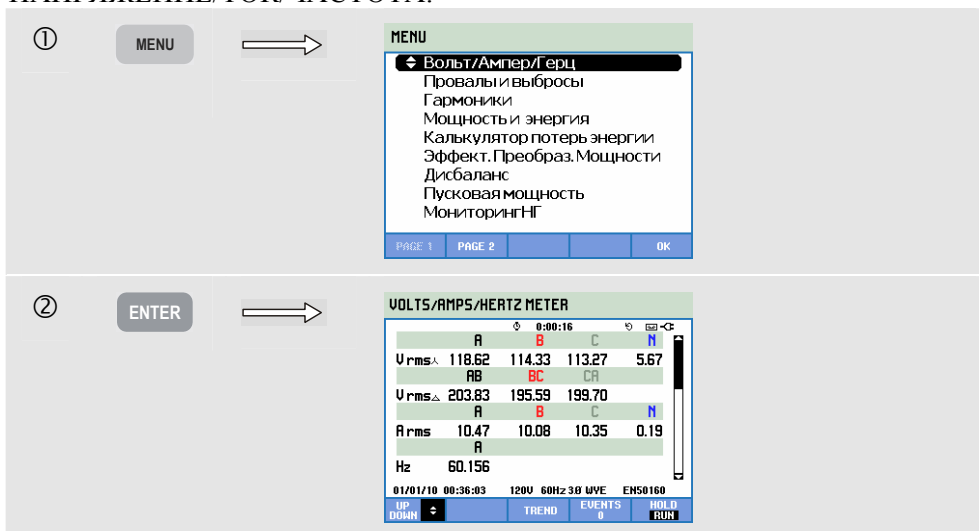 НАПРЯЖЕНИЕ/ТОК/ЧАСТОТА:
① MENU
MENU
Вольт/Ампер/Герц
Провалы и выбросы
Гармоники
Мощность и энергия
Калькулятор потерь энергии
Эффект. Преобраз. Мощности
Дисбаланс
Пусковая мощность
МониторингНГ
PAGE 1 PAGE 2 OK
② ENTER
VOLTS/AMPS/HERTZ METER
0:00:16
A B C N
Vrms 118.62 114.33 113.27 5.67
AB BC CA
Vrms 203.83 195.59 199.70
A B C N
Arms 10.47 10.08 10.35 0.19
A
Hz 60.156
01/01/10 00:36:03 120V 60Hz 3Ø WYE EN50160
UP DOWN TREND EVENTS 0 HOLD RUN